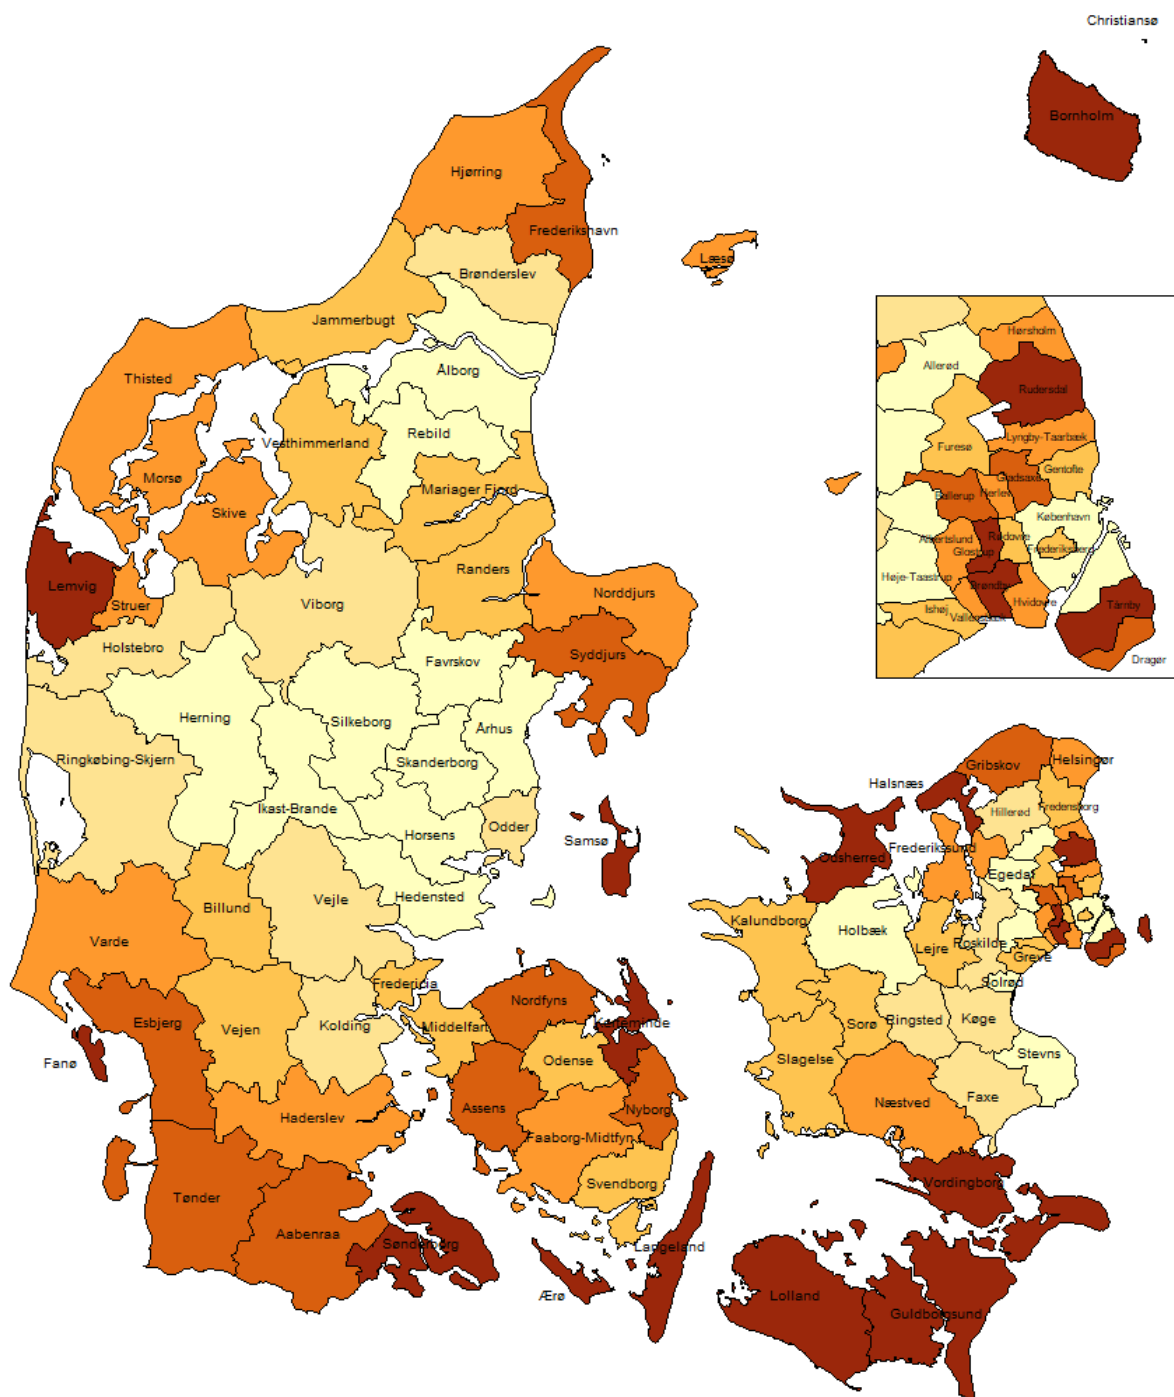 Christiansø
Bornholm
Hjørring
Frederikshavn
Læsø
Brønderslev
Jammerbugt
Ålborg
Thisted
Rebild
Vesthimmerland
Morsø
Mariager Fjord
Skive
Randers
Lemvig
Struer
Viborg
Norddjurs
Holstebro
Favrskov
Syddjurs
Herning
Silkeborg
Århus
Ringkøbing-Skjern
Skanderborg
Ikast-Brande
Horsens
Odder
Samsø
Hedensted
Billund
Vejle
Varde
Fredericia
Esbjerg
Vejen
Kolding
Middelfart
Nordfyns
Kerteminde
Fanø
Odense
Haderslev
Assens
Nyborg
Faaborg-Midtfyn
Svendborg
Tønder
Aabenraa
Sønderborg
Langeland
Ærø
Hørsholm
Allerød
Rudersdal
Lyngby-Taarbæk
Furesø
Gentofte
Gladsaxe
Ballerup
Herlev
København
Rødovre
Albertslund
Frederiksberg
Glostrup
Høje-Taastrup
Brøndby
Hvidovre
Ishøj
Vallensbæk
Tårnby
Dragør
Gribskov
Helsingør
Halsnæs
Hillerød
Fredensborg
Frederikssund
Odsherred
Egedal
Kalundborg
Holbæk
Lejre
Roskilde
Greve
Solrød
Sorø
Ringsted
Køge
Slagelse
Stevns
Næstved
Faxe
Vordingborg
Lolland
Guldborgsund